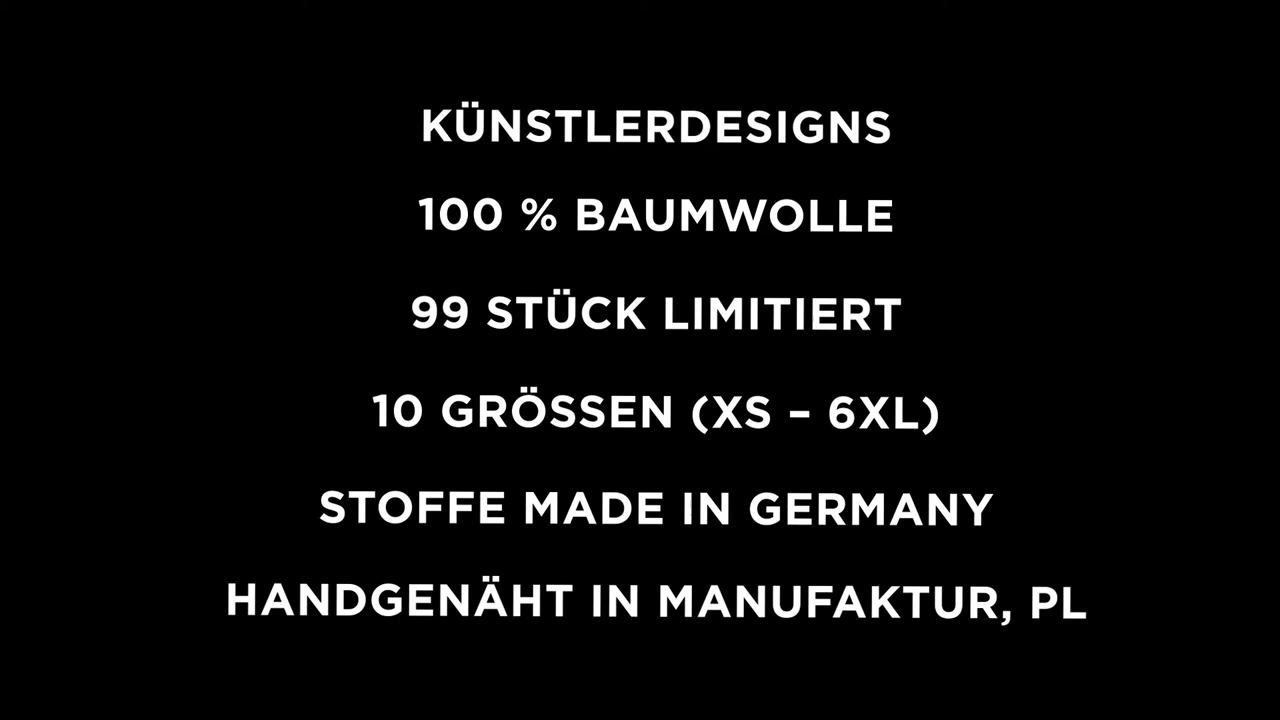 KÜNSTLERDESIGNS
100 % BAUMWOLLE
99 STÜCK LIMITIERT
10 GRÖSSEN (XS – 6XL)
STOFFE MADE IN GERMANY
HANDGENÄHT IN MANUFAKTUR, PL